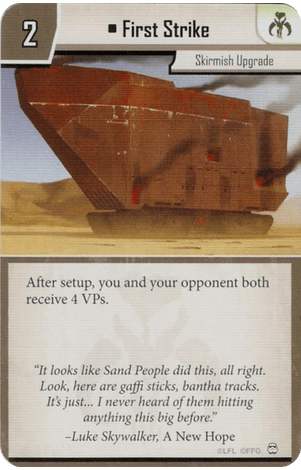 2
▪ First Strike
Skirmish Upgrade
After setup, you and your opponent both
receive 4 VPs.
“It looks like Sand People did this, all right.
Look, here are gaffi sticks, bantha tracks.
It's just... I never heard of them hitting
anything this big before.”
–Luke Skywalker, A New Hope
©LFL ©FFG